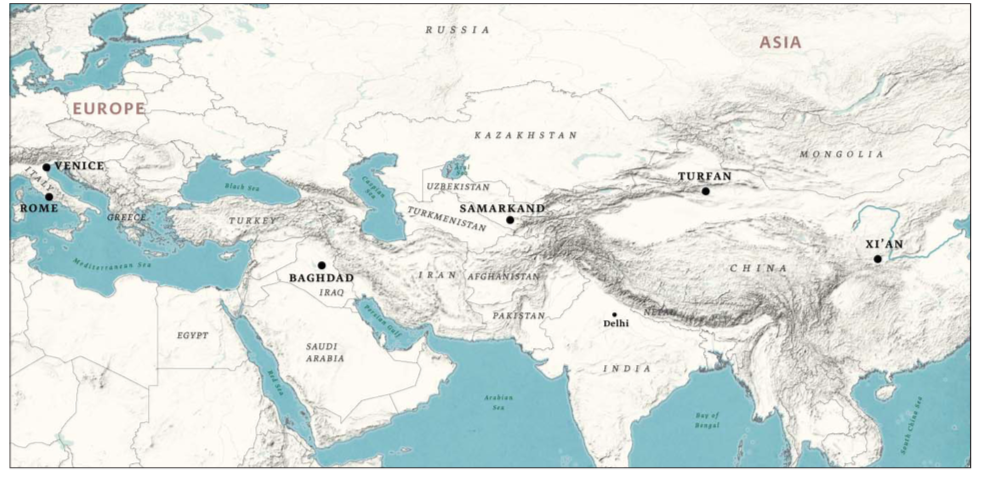 RUSSIA
ASIA
EUROPE
KAZAKHSTAN
MONGOLIA
VENICE
ITALY
ROME
GREECE
Black Sea
Caspian
Sea
Aral
Sea
UZBEKISTAN
TURFAN
TURKEY
TURKMENISTAN
SAMARKAND
XI'AN
Mediterranean Sea
BAGHDAD
IRAQ
IRAN
AFGHANISTAN
CHINA
EGYPT
Persian Gulf
PAKISTAN
NEPAL
Delhi
SAUDI
ARABIA
INDIA
Red Sea
Arabian
Sea
Bay of
Bengal
South China Sea